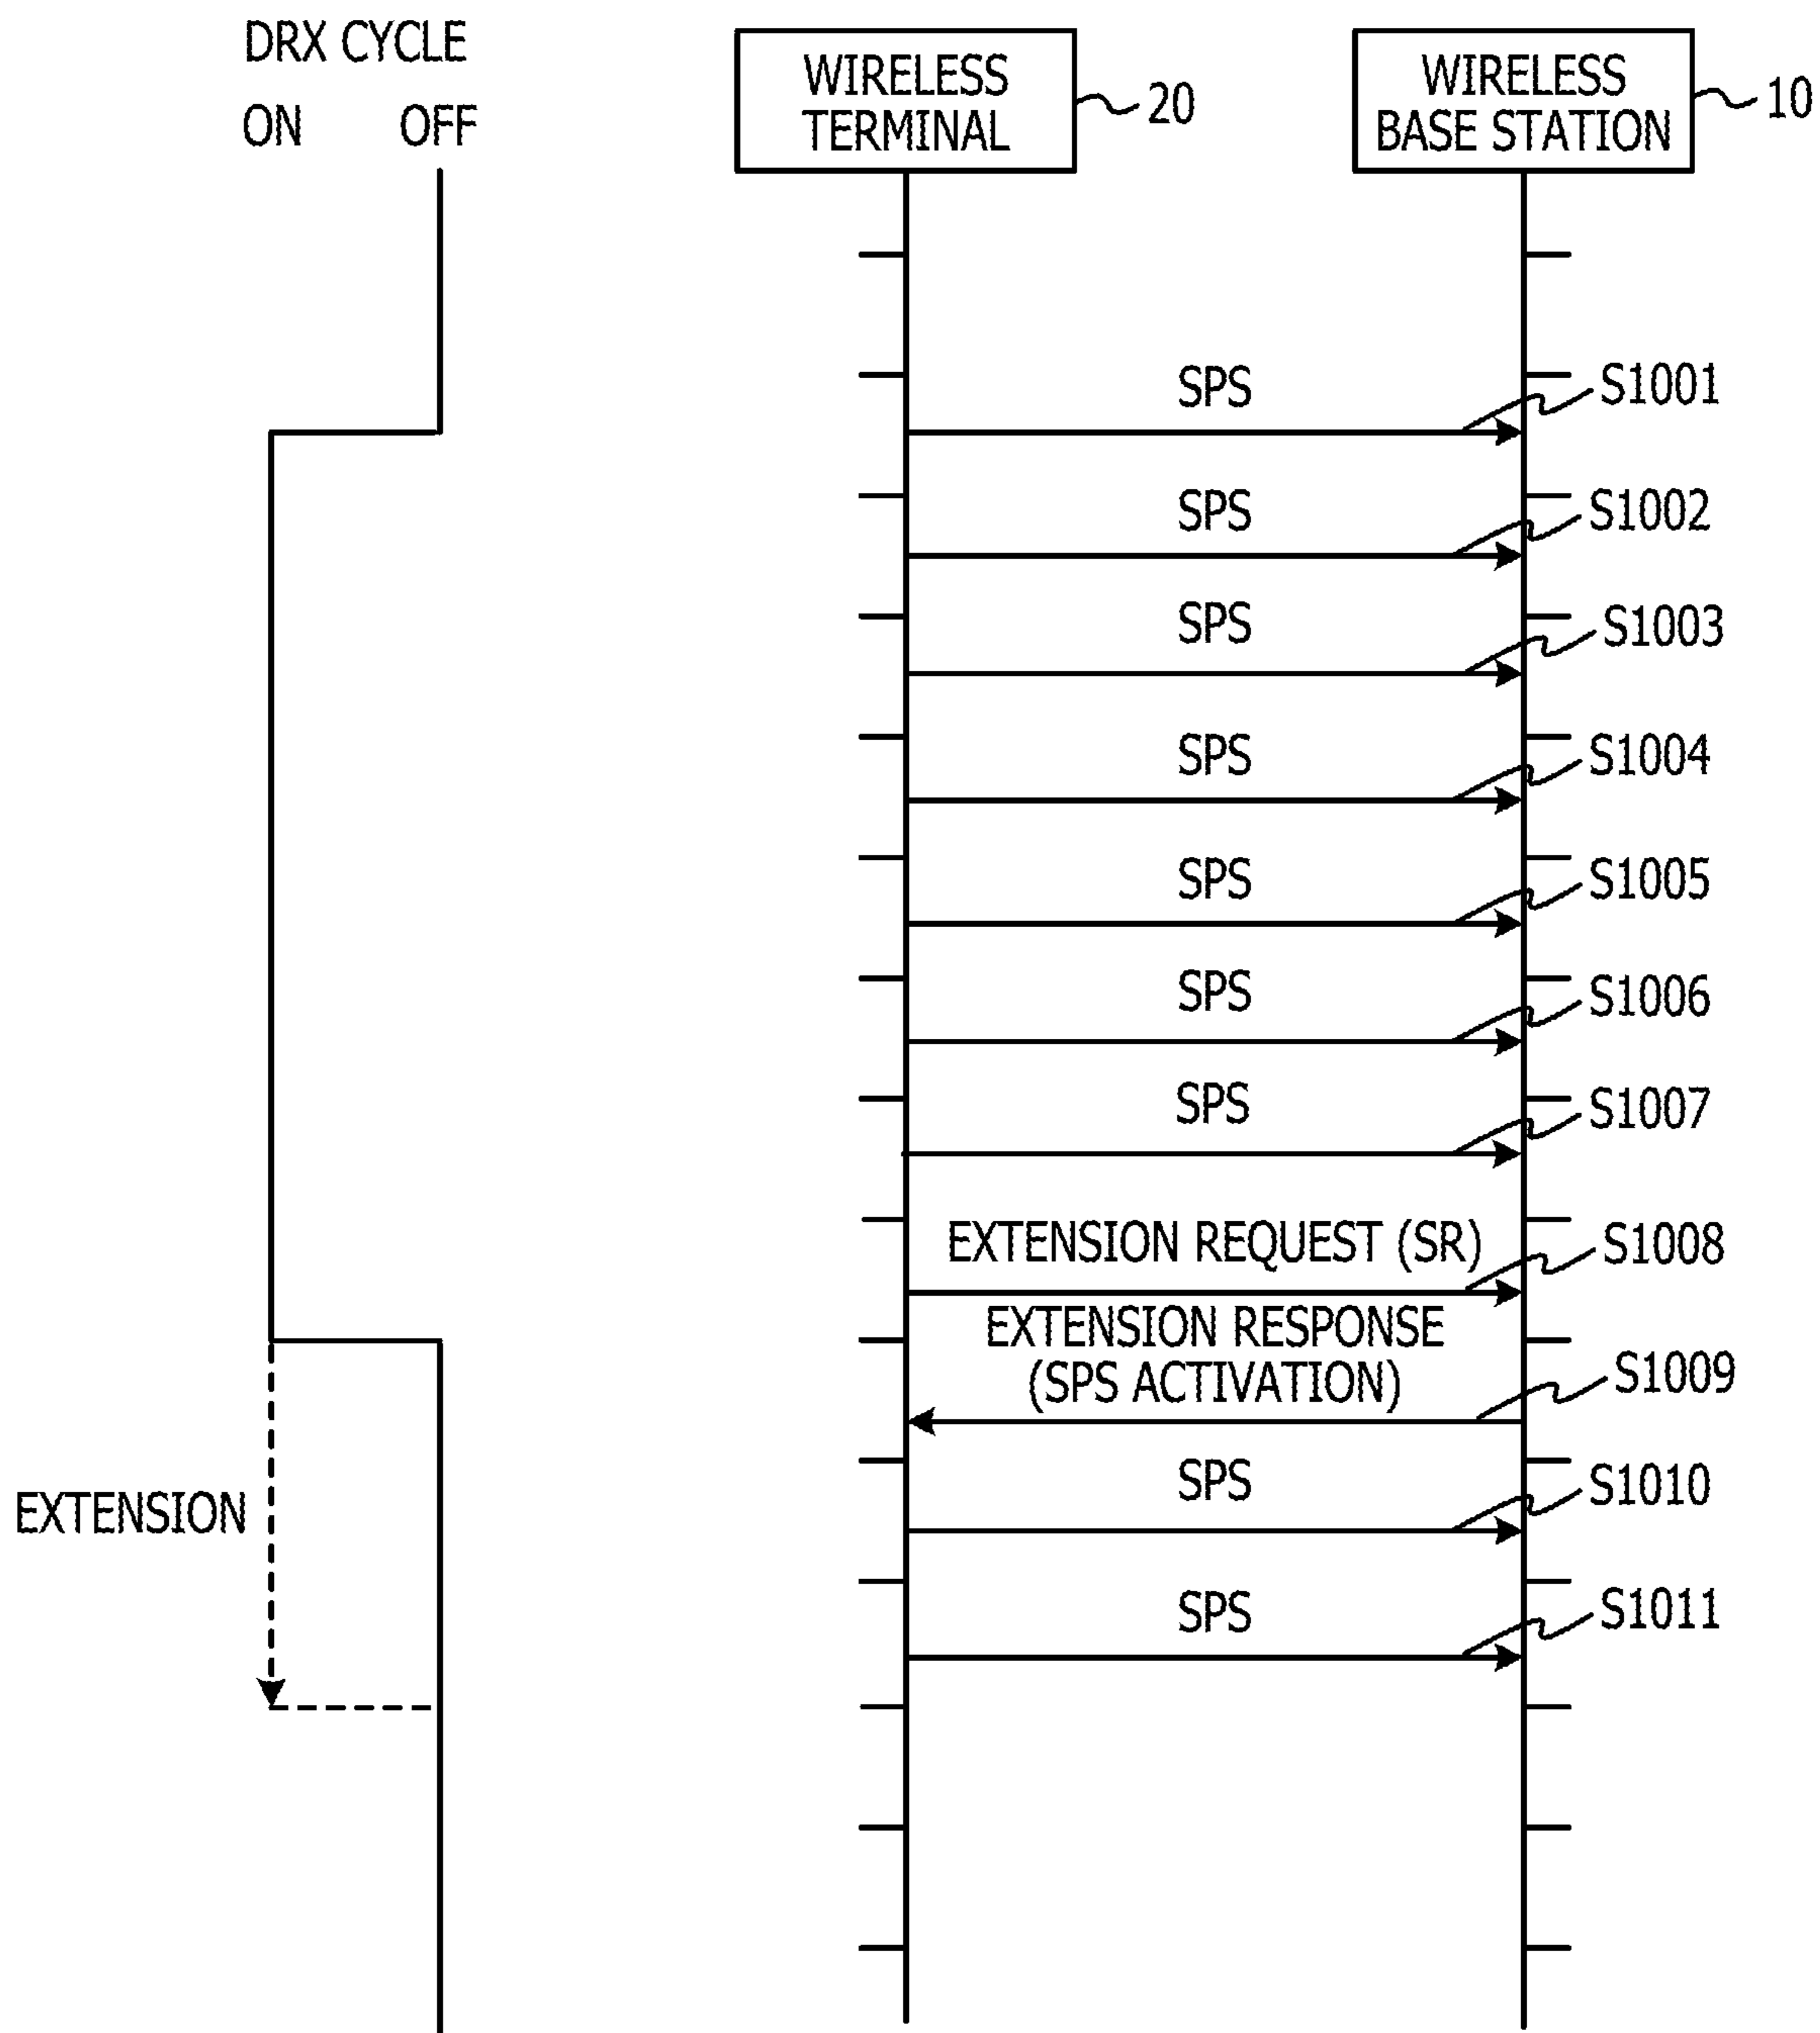 DRX CYCLE
ON OFF
WIRELESS
TERMINAL
20
WIRELESS
BASE STATION
10
SPS
S1001
SPS
S1002
SPS
S1003
SPS
S1004
SPS
S1005
SPS
S1006
SPS
S1007
EXTENSION REQUEST (SR)
S1008
EXTENSION RESPONSE
(SPS ACTIVATION)
S1009
EXTENSION
SPS
S1010
SPS
S1011